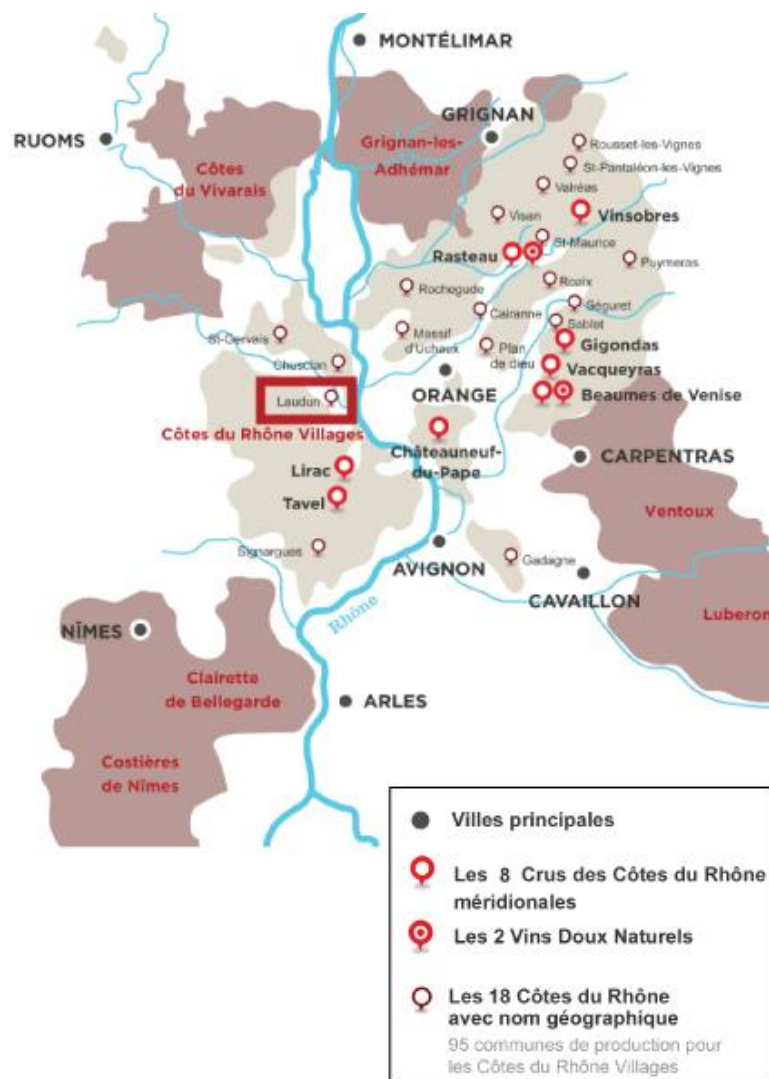 MONTÉLIMAR
GRIGNAN
RUOMS
Grignan-les-
Adhémar
Côtes
du Vivarais
Rousset-les-Vignes
St-Pantaléon-les-Vignes
Valréas
Visan
Vinsobres
St-Maurice
Rasteau
Puymeras
Roaix
Rochegude
Séguret
Cairanne
Sablet
St-Gervais
Massif
d'Uchaux
Plan
de dieu
Gigondas
Chusclan
Vacqueyras
ORANGE
Laudun
Beaumes de Venise
Côtes du Rhône Villages
Châteauneuf-
du-Pape
CARPENTRAS
Lirac
Tavel
Ventoux
Signargues
AVIGNON
Gadagne
CAVAILLON
Rhône
Luberon
NÎMES
Clairette
de Bellegarde
ARLES
Costières
de Nîmes
Villes principales
Les 8 Crus des Côtes du Rhône
méridionales
Les 2 Vins Doux Naturels
Les 18 Côtes du Rhône
avec nom géographique
95 communes de production pour
les Côtes du Rhône Villages